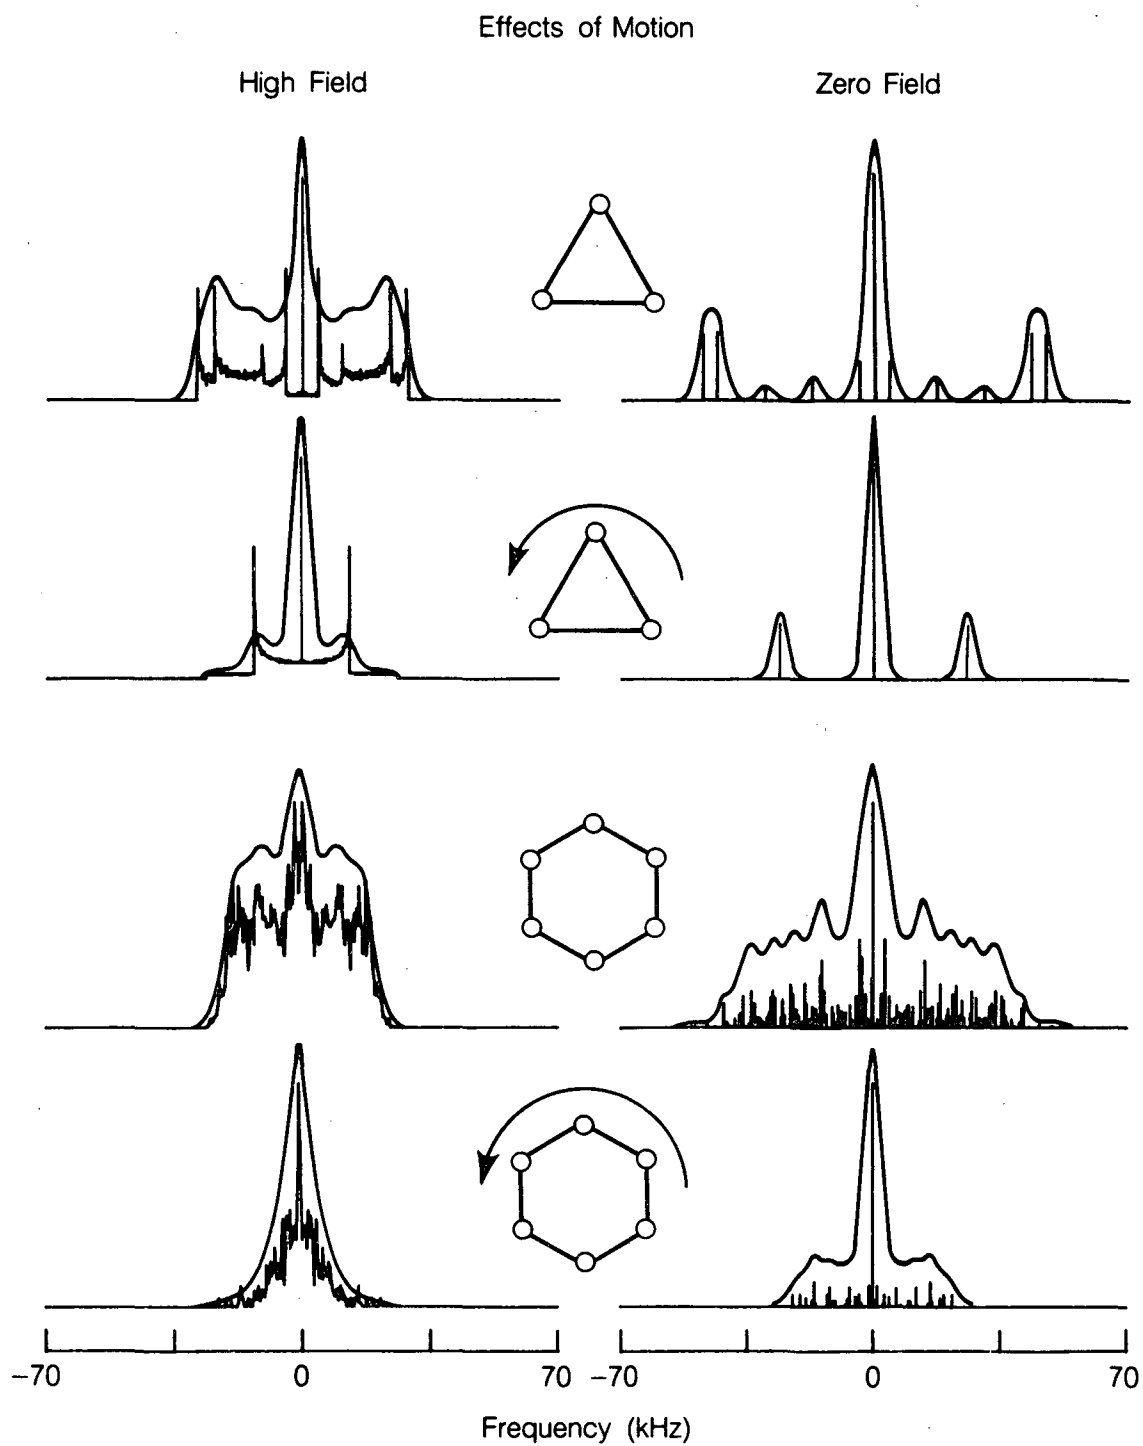 Effects of Motion
High Field
Zero Field
-70
0
70
-70
0
70
Frequency (kHz)